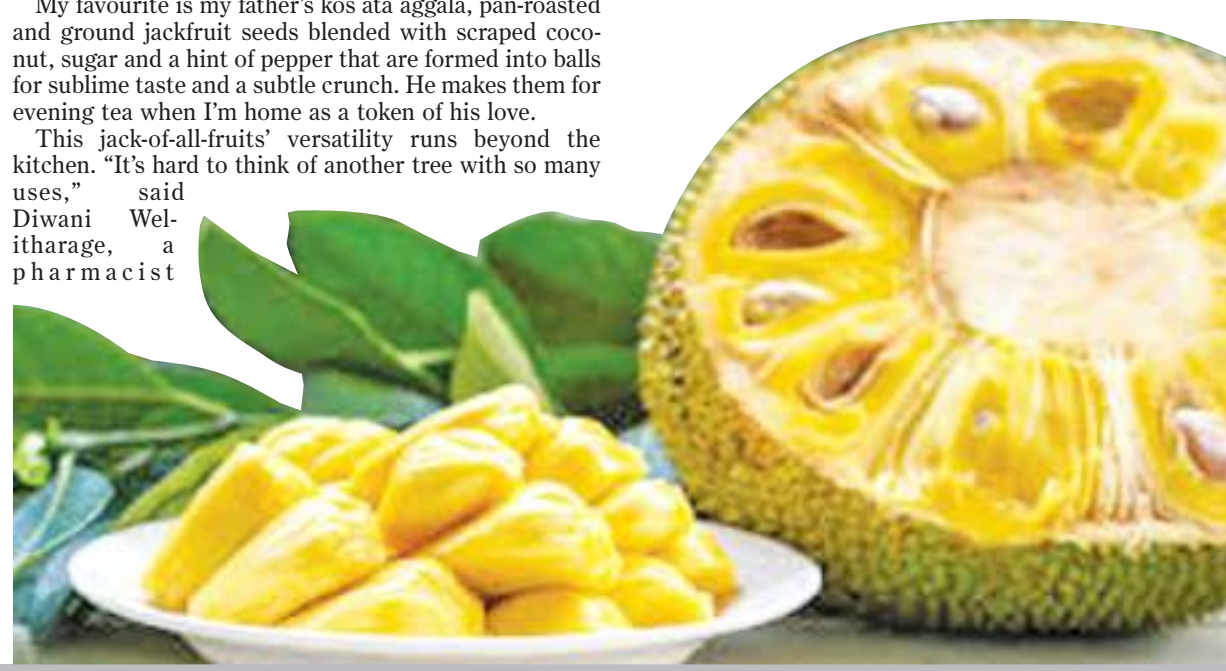 My favourite is my father's kos ata aggala, pan-roasted
and ground jackfruit seeds blended with scraped coco-
nut, sugar and a hint of pepper that are formed into balls
for sublime taste and a subtle crunch. He makes them for
evening tea when I'm home as a token of his love.
This jack-of-all-fruits' versatility runs beyond the
kitchen. “It's hard to think of another tree with so many
uses,” said
Diwani Wel-
itharage, a
pharmacist